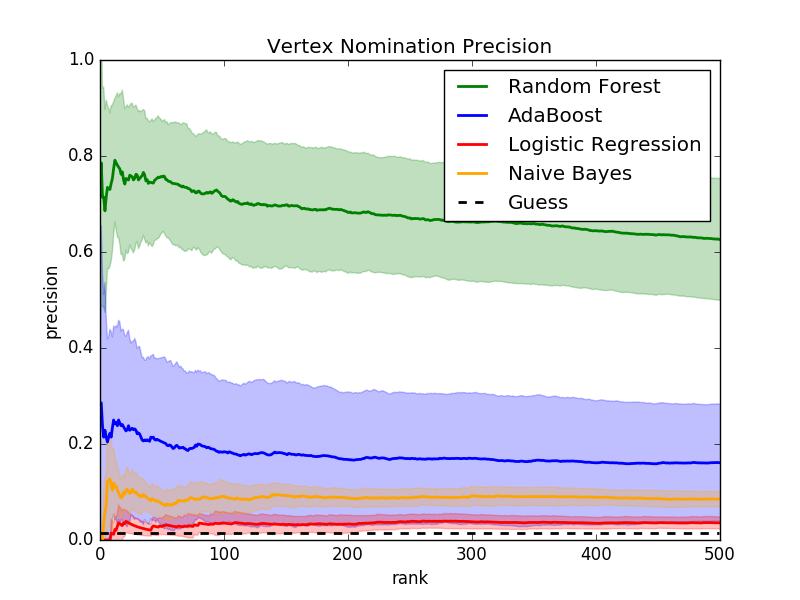 Vertex Nomination Precision
Random Forest
AdaBoost
Logistic Regression
Naive Bayes
Guess
precision
1.0
0.8
0.6
0.4
0.2
0.0
0 100 200 300 400 500
rank